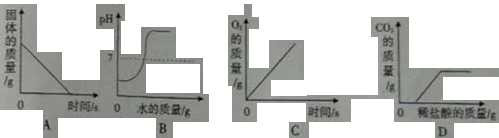 固体的质量/g
0
时间/s
A
pH
7
0
水的质量/g
B
O₂的质量/g
0
时间/s
C
CO₂的质量/g
0
稀盐酸的质量/g
D